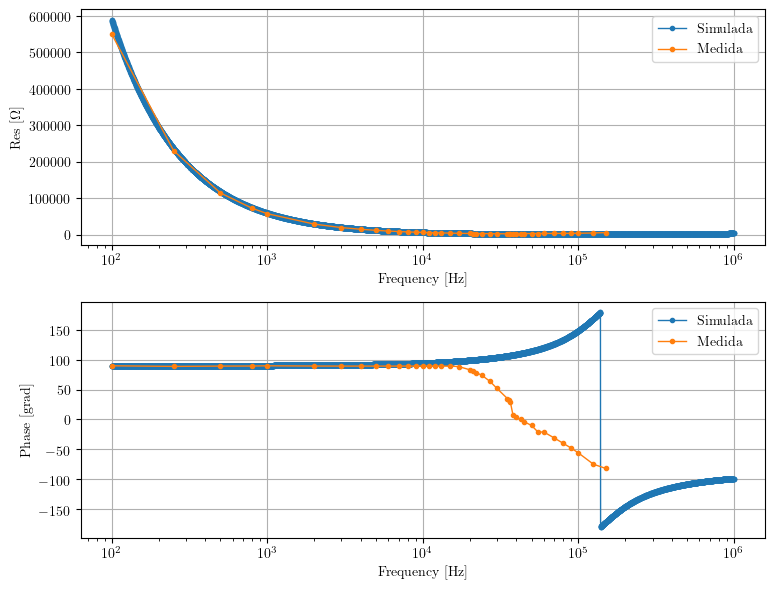 600000
500000
400000
300000
200000
100000
0
Res [Ω]
Simulada
Medida
10² 10³ 10⁴ 10⁵ 10⁶
Frequency [Hz]
150
100
50
0
−50
−100
−150
Phase [grad]
Simulada
Medida
10² 10³ 10⁴ 10⁵ 10⁶
Frequency [Hz]